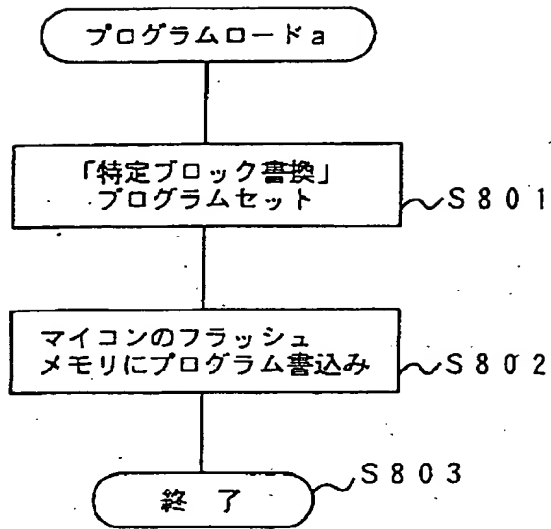 プログラムロードａ
「特定ブロック書換」
プログラムセット
Ｓ８０１
マイコンのフラッシュ
メモリにプログラム書込み
Ｓ８０２
Ｓ８０３
終 了